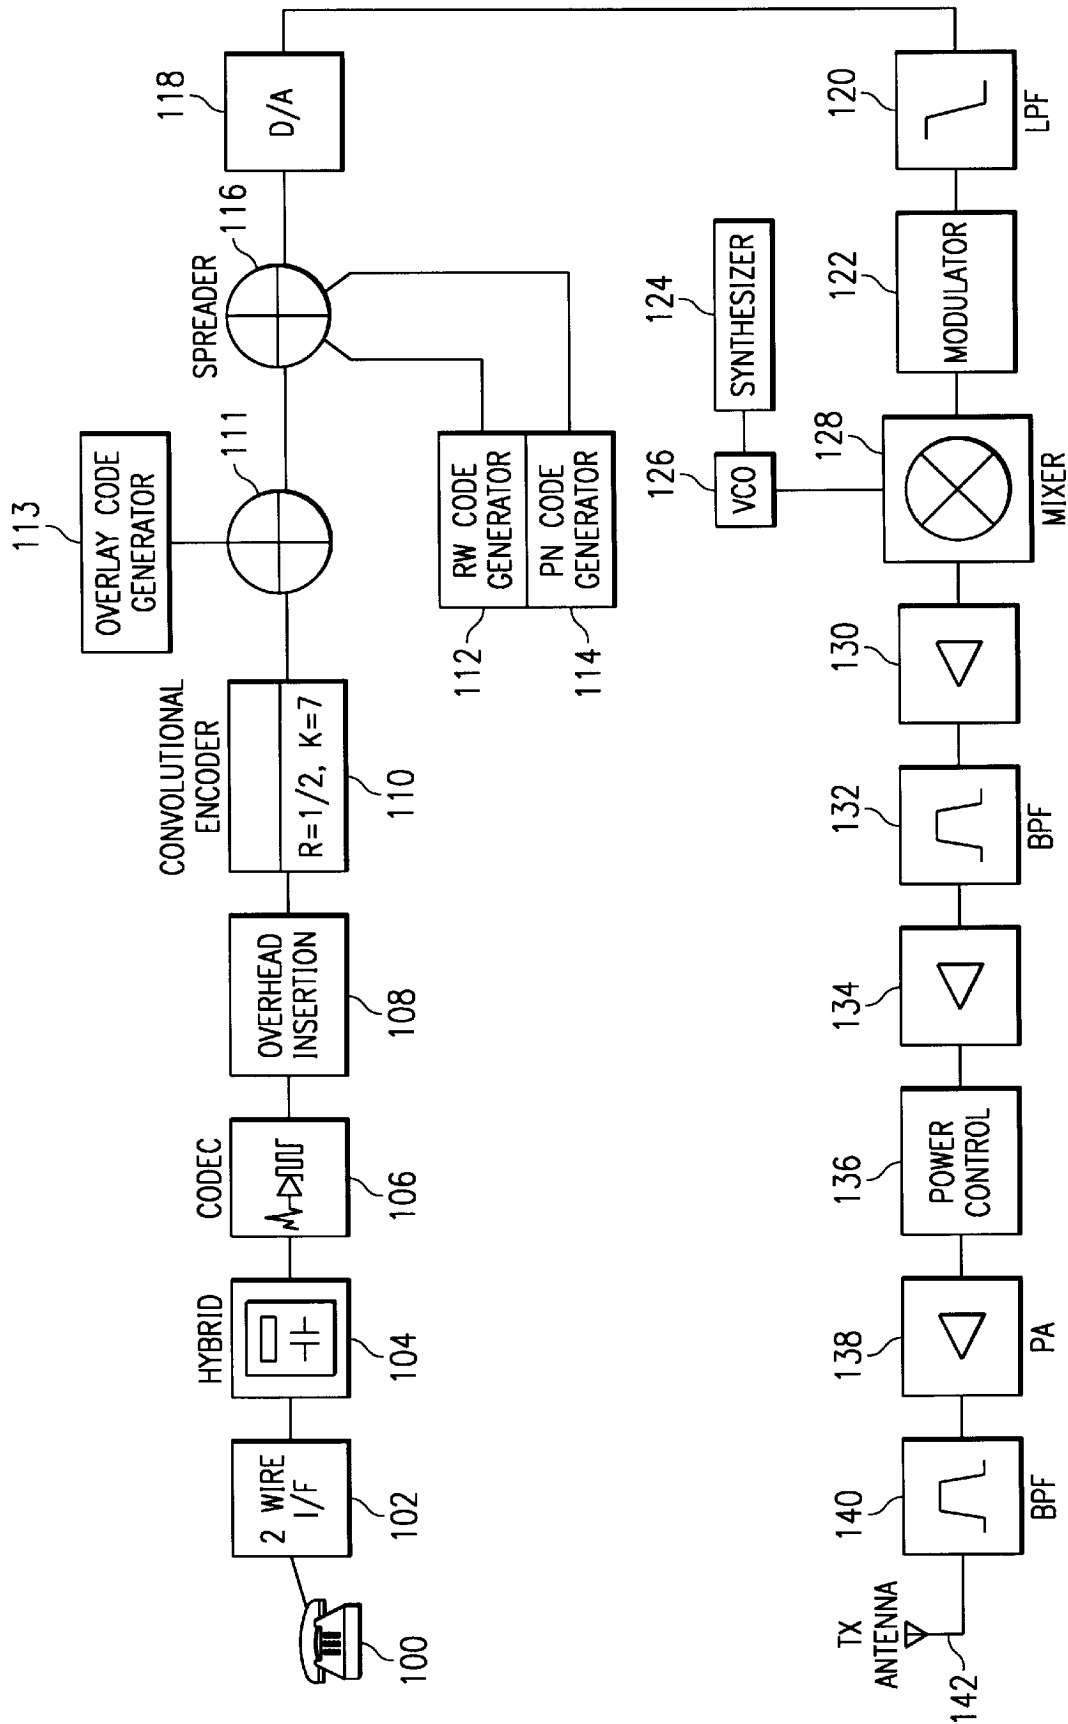 100
2 WIRE
I/F
102
HYBRID
104
CODEC
106
OVERHEAD
INSERTION
108
CONVOLUTIONAL
ENCODER
R=1/2, K=7
110
113
OVERLAY CODE
GENERATOR
111
RW CODE
GENERATOR
112
PN CODE
GENERATOR
114
SPREADER
116
118
D/A
TX
ANTENNA
142
140
BPF
138
PA
136
POWER
CONTROL
134
132
BPF
130
128
MIXER
126
VCO
124
SYNTHESIZER
122
MODULATOR
120
LPF